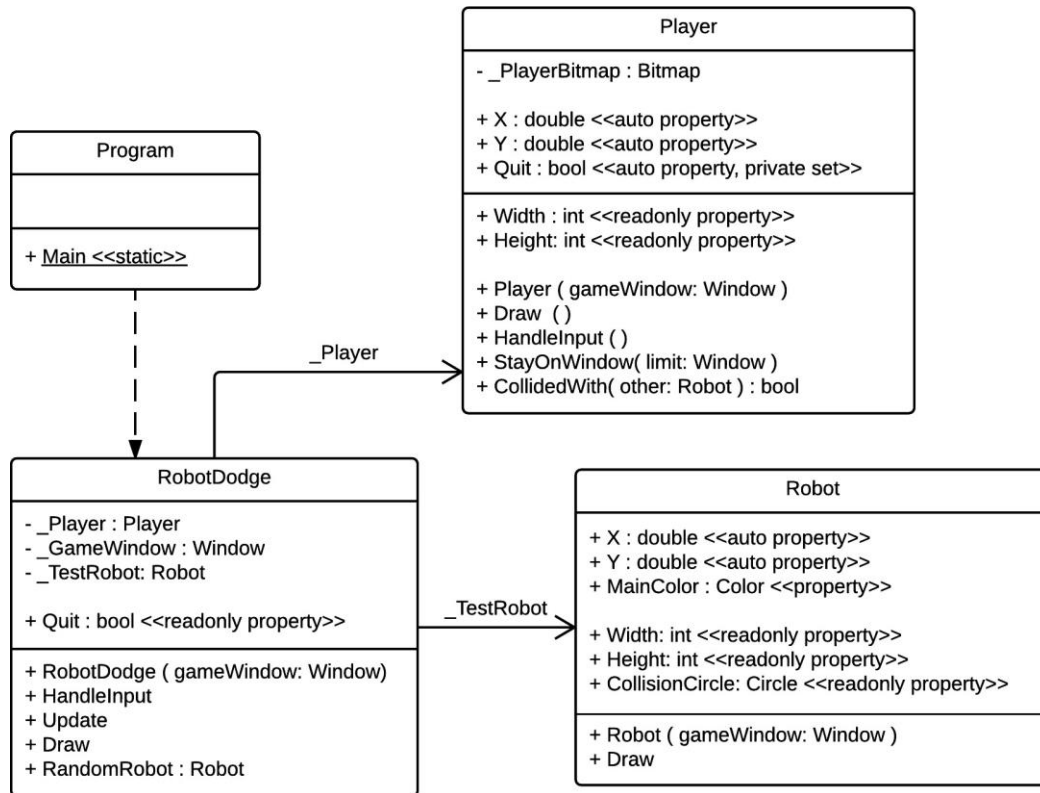 Player
- _PlayerBitmap : Bitmap
+ X : double <<auto property>>
+ Y : double <<auto property>>
+ Quit : bool <<auto property, private set>>
+ Width : int <<readonly property>>
+ Height: int <<readonly property>>
+ Player ( gameWindow: Window )
+ Draw  ( )
+ HandleInput ( )
+ StayOnWindow( limit: Window )
+ CollidedWith( other: Robot ) : bool
Program
+ Main <<static>>
_Player
RobotDodge
- _Player : Player
- _GameWindow : Window
- _TestRobot: Robot
+ Quit : bool <<readonly property>>
+ RobotDodge ( gameWindow: Window)
+ HandleInput
+ Update
+ Draw
+ RandomRobot : Robot
_TestRobot
Robot
+ X : double <<auto property>>
+ Y : double <<auto property>>
+ MainColor : Color <<property>>
+ Width: int <<readonly property>>
+ Height: int <<readonly property>>
+ CollisionCircle: Circle <<readonly property>>
+ Robot ( gameWindow: Window )
+ Draw